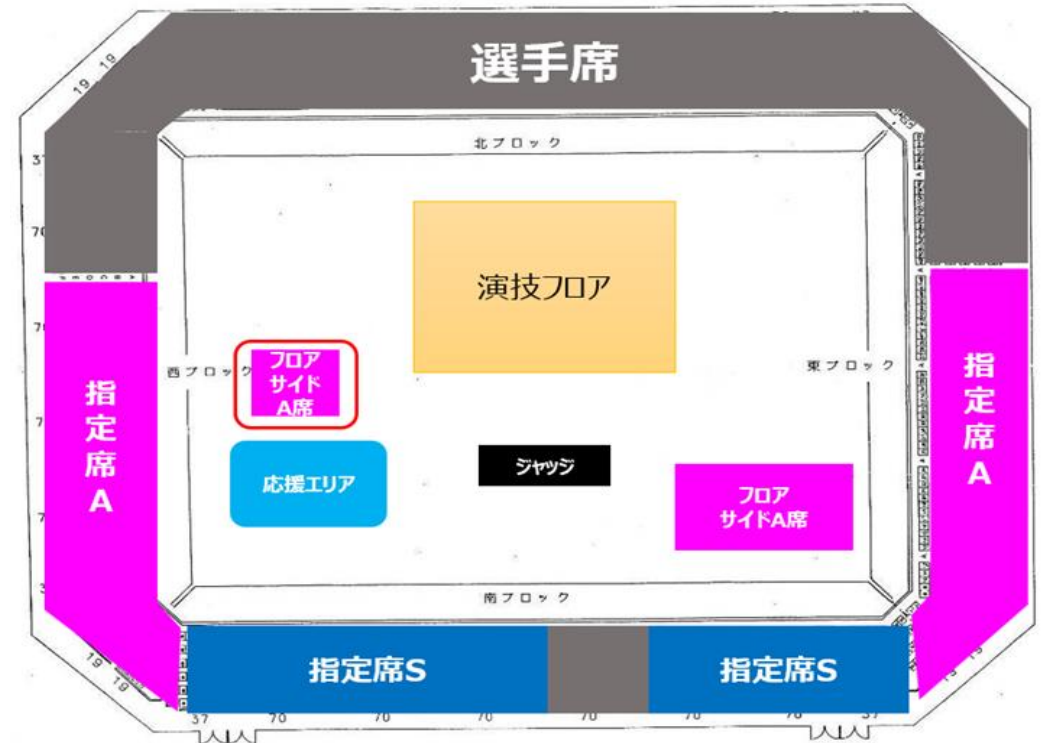 選手席
19
19
北ブロック
70
演技フロア
西ブロック
フロア
サイド
A席
東ブロック
指定席A
指定席A
応援エリア
ジャッジ
フロア
サイドA席
南ブロック
指定席S
指定席S
19
19
37
70
70
70
70
70
70
37